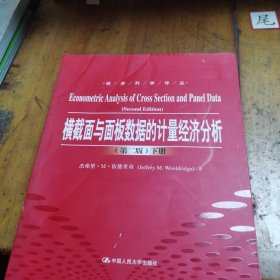 尾
·经济科学译丛·
Econometric Analysis of Cross Section and Panel Data
(Second Edition)
横截面与面板数据的计量经济分析
(第二版) 下册
杰弗里·M·伍德里奇 (Jeffrey M. Wooldridge) 著
中国人民大学出版社